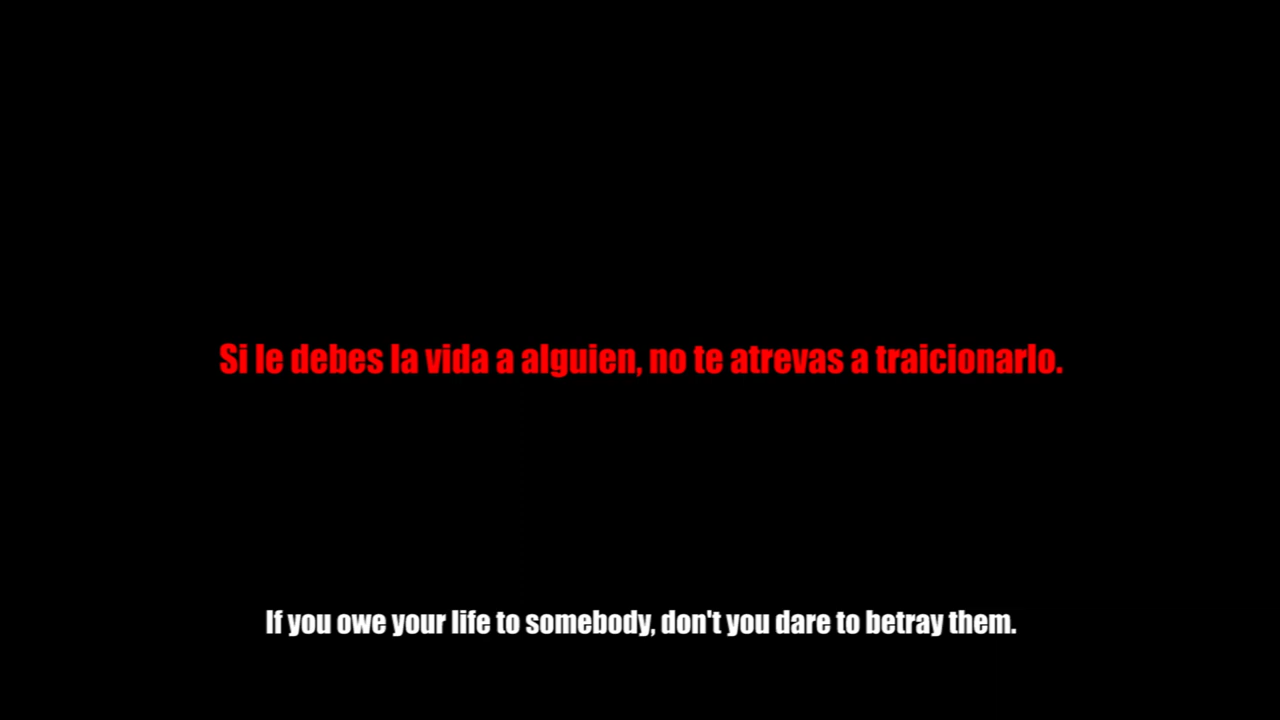 Si le debes la vida a alguien, no te atrevas a traicionarlo.
If you owe your life to somebody, don't you dare to betray them.